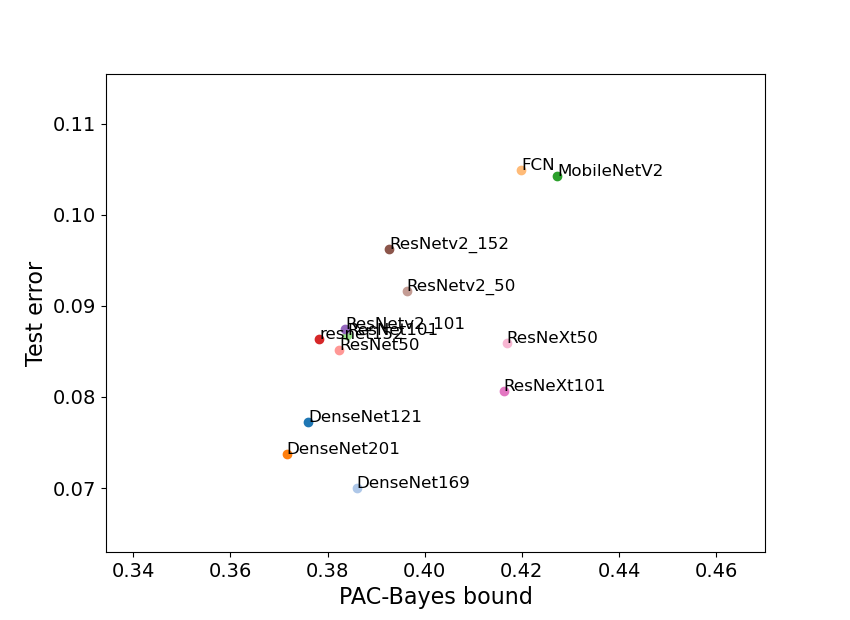 0.11
0.10
0.09
0.08
0.07
Test error
FCN
MobileNetV2
ResNetv2_152
ResNetv2_50
ResNetv2_101
ResNet101
resnet152
ResNet50
ResNeXt50
ResNeXt101
DenseNet121
DenseNet201
DenseNet169
0.34 0.36 0.38 0.40 0.42 0.44 0.46
PAC-Bayes bound